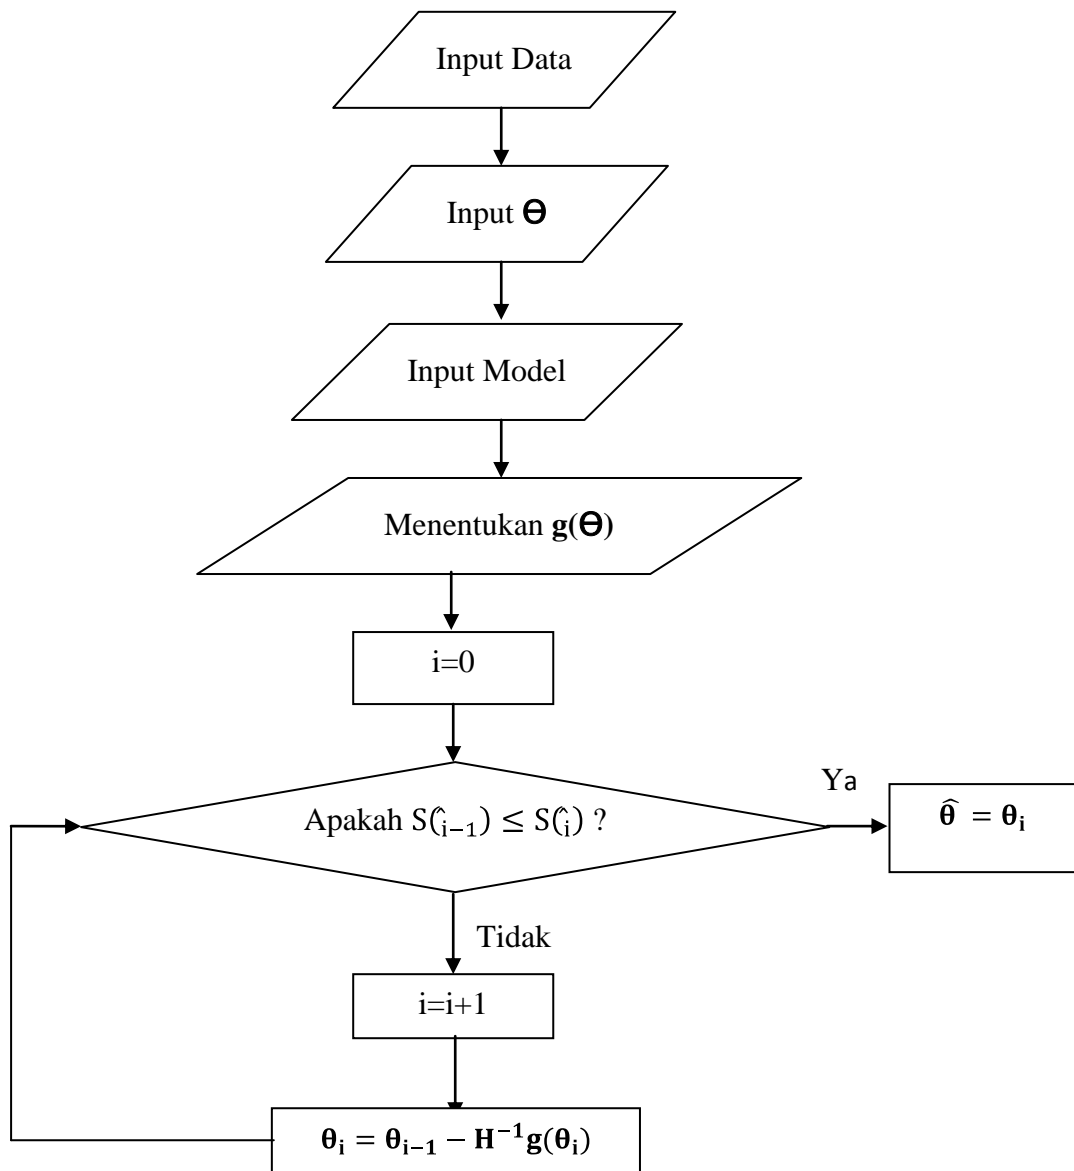 Input Data
Input ϴ
Input Model
Menentukan g(ϴ)
i=0
Apakah S(̂ᵢ₋₁) ≤ S(̂ᵢ) ?
Ya
θ̂ = θᵢ
Tidak
i=i+1
θᵢ = θᵢ₋₁ − H⁻¹g(θᵢ)